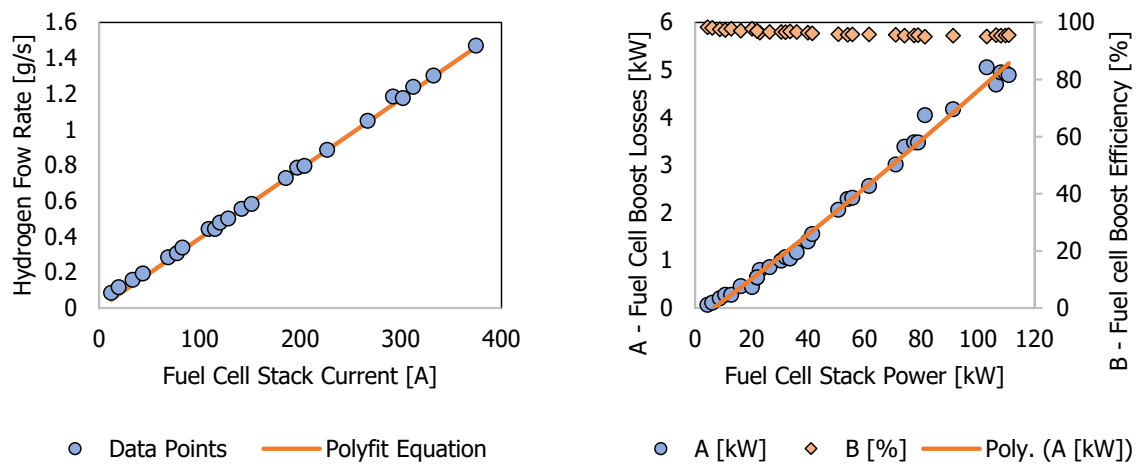 Hydrogen Fow Rate [g/s]
1.6
1.4
1.2
1
0.8
0.6
0.4
0.2
0
0 100 200 300 400
Fuel Cell Stack Current [A]
Data Points Polyfit Equation
A - Fuel Cell Boost Losses [kW]
6
5
4
3
2
1
0
0 20 40 60 80 100 120
Fuel Cell Stack Power [kW]
100
80
60
40
20
0
B - Fuel cell Boost Efficiency [%]
A [kW] B [%] Poly. (A [kW])